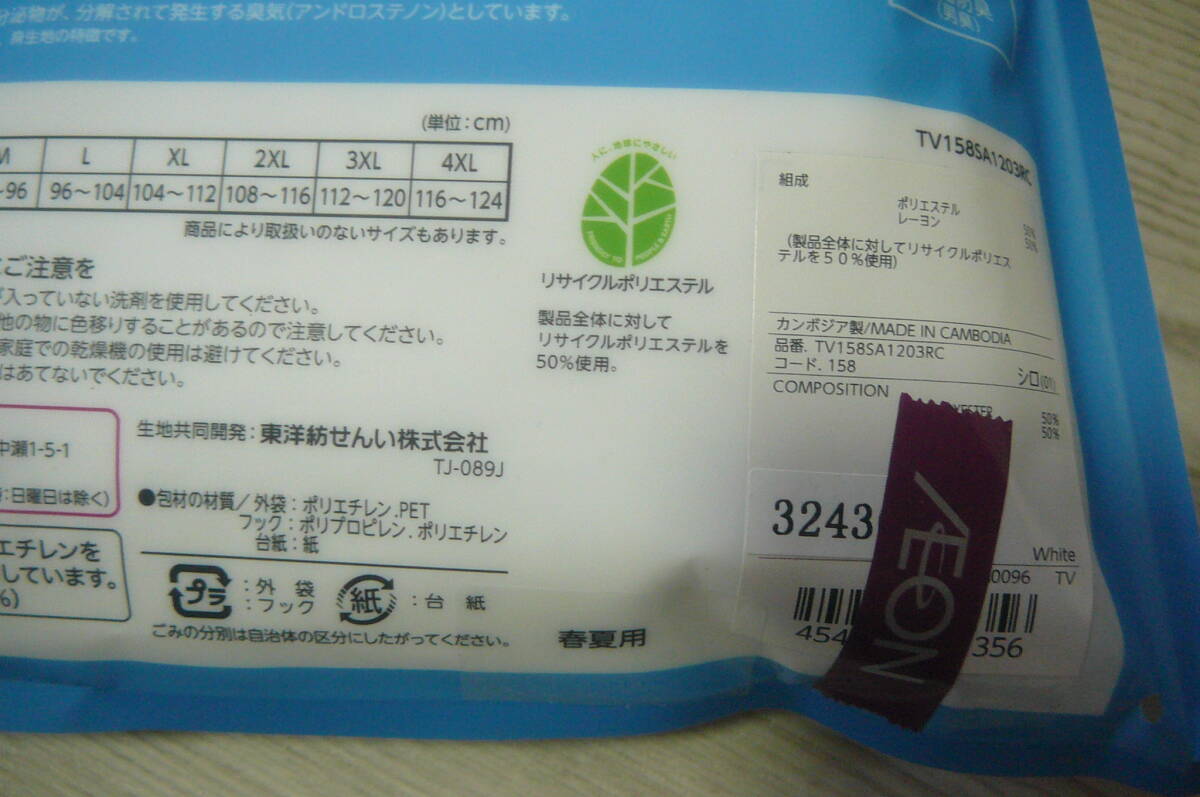 分泌物が、分解されて発生する臭気(アンドロステノン)としています。
、肩生地の特徴です。
(単位:cm)
M L XL 2XL 3XL 4XL
~96 96~104 104~112 108~116 112~120 116~124
商品により取扱いのないサイズもあります。
ご注意を
入っていない洗剤を使用してください。
他の物に色移りすることがあるので注意してください。
家庭での乾燥機の使用は避けてください。
はあてないでください。
中瀬1-5-1
:日曜日は除く)
エチレンを
しています。
%)
生地共同開発:東洋紡せんい株式会社
TJ-089J
●包材の材質/外袋:ポリエチレン.PET
フック:ポリプロピレン.ポリエチレン
台紙:紙
プラ
:外 袋
:フック
紙
:台 紙
ごみの分別は自治体の区分にしたがってください。
人に・地球にやさしい
FRIENDLY TO PEOPLE & EARTH
リサイクルポリエステル
製品全体に対して
リサイクルポリエステルを
50%使用。
春夏用
TV158SA1203RC
組成
ポリエステル 50%
レーヨン 50%
(製品全体に対してリサイクルポリエス
テルを50%使用)
カンボジア製/MADE IN CAMBODIA
品番. TV158SA1203RC
コード. 158
シロ(01)
COMPOSITION
YESTER 50%
50%
3243
White
0096 TV
454
356
ÆON